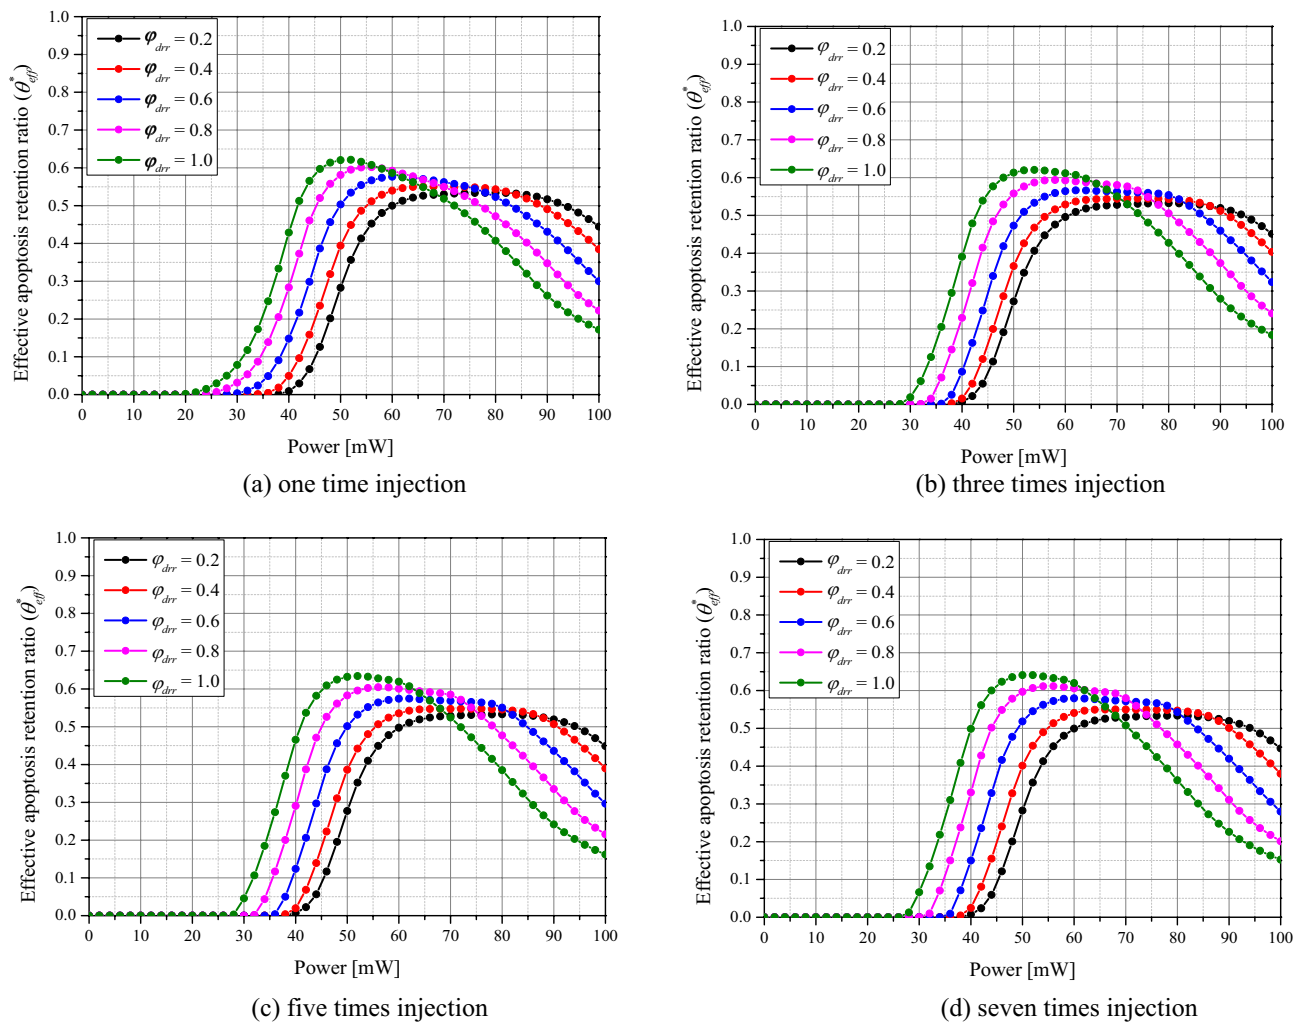 Effective apoptosis retention ratio (θ*eff)
1.0
0.9
0.8
0.7
0.6
0.5
0.4
0.3
0.2
0.1
0.0
φdrr = 0.2
φdrr = 0.4
φdrr = 0.6
φdrr = 0.8
φdrr = 1.0
0 10 20 30 40 50 60 70 80 90 100
Power [mW]
(a) one time injection
Effective apoptosis retention ratio (θ*eff)
1.0
0.9
0.8
0.7
0.6
0.5
0.4
0.3
0.2
0.1
0.0
φdrr = 0.2
φdrr = 0.4
φdrr = 0.6
φdrr = 0.8
φdrr = 1.0
0 10 20 30 40 50 60 70 80 90 100
Power [mW]
(b) three times injection
Effective apoptosis retention ratio (θ*eff)
1.0
0.9
0.8
0.7
0.6
0.5
0.4
0.3
0.2
0.1
0.0
φdrr = 0.2
φdrr = 0.4
φdrr = 0.6
φdrr = 0.8
φdrr = 1.0
0 10 20 30 40 50 60 70 80 90 100
Power [mW]
(c) five times injection
Effective apoptosis retention ratio (θ*eff)
1.0
0.9
0.8
0.7
0.6
0.5
0.4
0.3
0.2
0.1
0.0
φdrr = 0.2
φdrr = 0.4
φdrr = 0.6
φdrr = 0.8
φdrr = 1.0
0 10 20 30 40 50 60 70 80 90 100
Power [mW]
(d) seven times injection